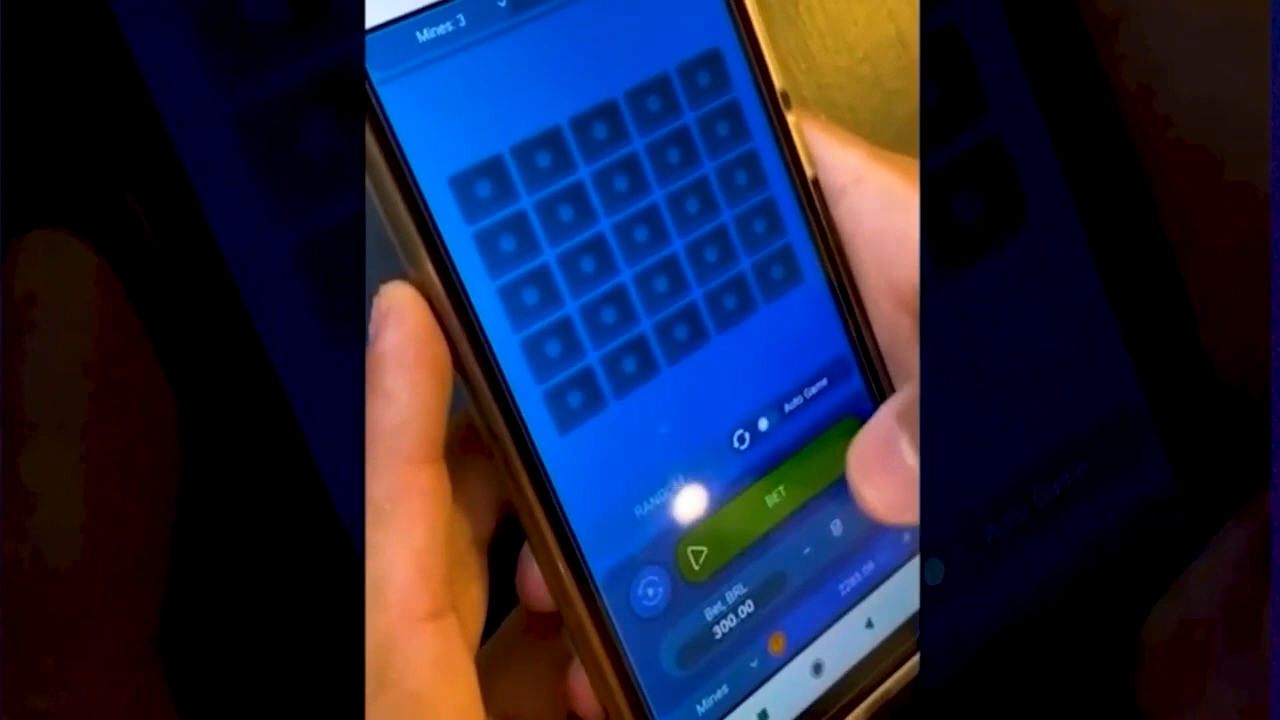 Mines: 3
Auto Game
RANDOM
BET
Bet, BRL
300.00
Mines